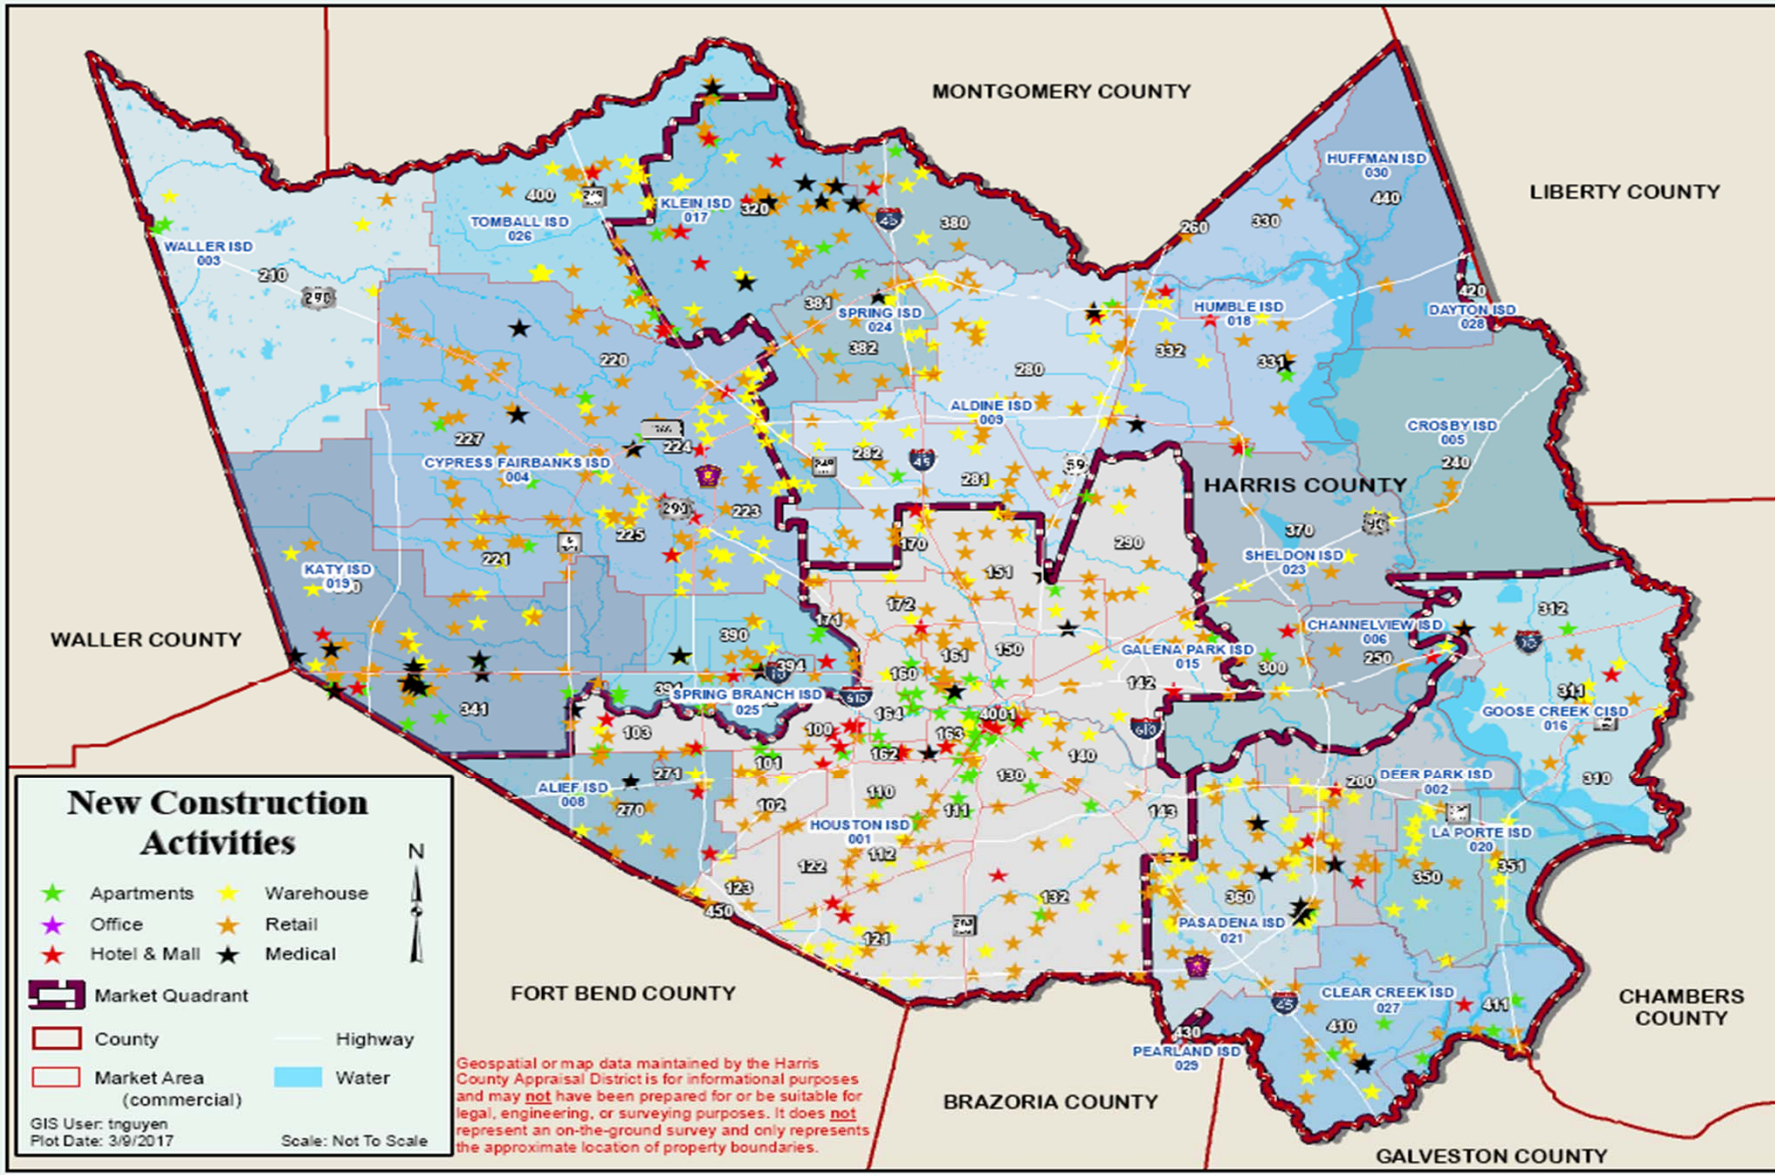 MONTGOMERY COUNTY
LIBERTY COUNTY
HUFFMAN ISD
030
440
400
TOMBALL ISD
026
KLEIN ISD
017
320
45
380
260
330
WALLER ISD
003
210
290
381
SPRING ISD
024
382
HUMBLE ISD
018
420
DAYTON ISD
028
220
280
332
331
ALDINE ISD
009
227
224
CYPRESS FAIRBANKS ISD
004
282
45
281
59
CROSBY ISD
005
240
HARRIS COUNTY
290
223
225
221
170
290
370
SHELDON ISD
023
90
KATY ISD
019
151
172
171
312
WALLER COUNTY
390
394
161
150
160
GALENA PARK ISD
015
142
CHANNELVIEW ISD
006
250
300
SPRING BRANCH ISD
025
610
341
164
4001
311
GOOSE CREEK CISD
016
103
100
162
163
140
610
101
271
130
ALIEF ISD
008
270
102
110
111
143
200
DEER PARK ISD
002
310
HOUSTON ISD
001
112
122
LA PORTE ISD
020
351
350
123
450
132
360
121
PASADENA ISD
021
FORT BEND COUNTY
CLEAR CREEK ISD
027
45
410
411
CHAMBERS
COUNTY
430
PEARLAND ISD
029
BRAZORIA COUNTY
GALVESTON COUNTY
New Construction
Activities
N
Apartments
Warehouse
Office
Retail
Hotel & Mall
Medical
Market Quadrant
County
Highway
Market Area
(commercial)
Water
GIS User: tnguyen
Plot Date: 3/9/2017
Scale: Not To Scale
Geospatial or map data maintained by the Harris
County Appraisal District is for informational purposes
and may not have been prepared for or be suitable for
legal, engineering, or surveying purposes. It does not
represent an on-the-ground survey and only represents
the approximate location of property boundaries.